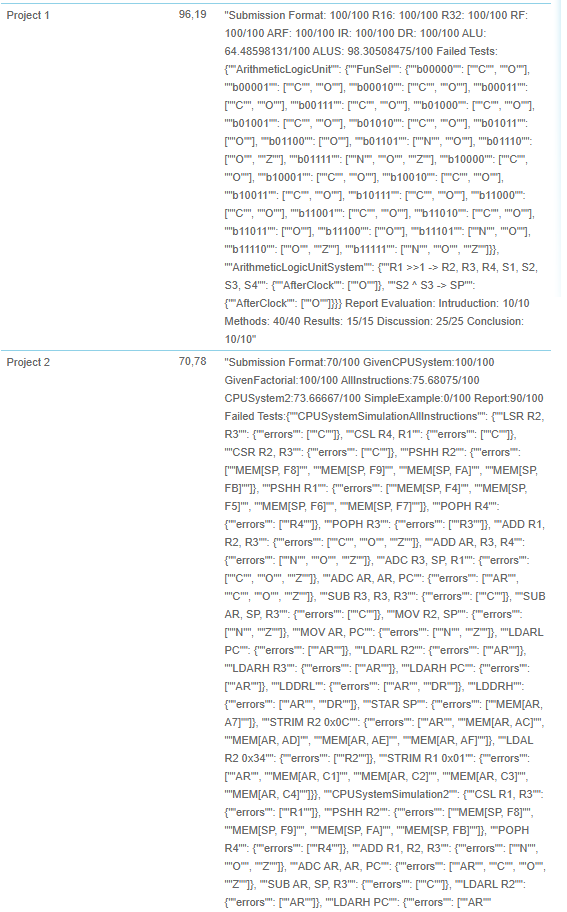 Project 1
96,19
"Submission Format: 100/100 R16: 100/100 R32: 100/100 RF:
100/100 ARF: 100/100 IR: 100/100 DR: 100/100 ALU:
64.48598131/100 ALUS: 98.30508475/100 Failed Tests:
{""ArithmeticLogicUnit"": {""FunSel"": {""b00000"": [""C"", ""O""],
""b00001"": [""C"", ""O""], ""b00010"": [""C"", ""O""], ""b00011"":
[""C"", ""O""], ""b00111"": [""C"", ""O""], ""b01000"": [""C"", ""O""],
""b01001"": [""C"", ""O""], ""b01010"": [""C"", ""O""], ""b01011"":
[""O""], ""b01100"": [""O""], ""b01101"": [""N"", ""O""], ""b01110"":
[""O"", ""Z""], ""b01111"": [""N"", ""O"", ""Z""], ""b10000"": [""C"",
""O""], ""b10001"": [""C"", ""O""], ""b10010"": [""C"", ""O""],
""b10011"": [""C"", ""O""], ""b10111"": [""C"", ""O""], ""b11000"":
[""C"", ""O""], ""b11001"": [""C"", ""O""], ""b11010"": [""C"", ""O""],
""b11011"": [""O""], ""b11100"": [""O""], ""b11101"": [""N"", ""O""],
""b11110"": [""O"", ""Z""], ""b11111"": [""N"", ""O"", ""Z""]}},
""ArithmeticLogicUnitSystem"": {""R1 >>1 -> R2, R3, R4, S1, S2,
S3, S4"": {""AfterClock"": [""O""]}, ""S2 ^ S3 -> SP"":
{""AfterClock"": [""O""]}}} Report Evaluation: Intruduction: 10/10
Methods: 40/40 Results: 15/15 Discussion: 25/25 Conclusion:
10/10"
Project 2
70,78
"Submission Format:70/100 GivenCPUSystem:100/100
GivenFactorial:100/100 AllInstructions:75.68075/100
CPUSystem2:73.66667/100 SimpleExample:0/100 Report:90/100
Failed Tests:{""CPUSystemSimulationAllInstructions"": {""LSR R2,
R3"": {""errors"": [""C""]}, ""CSL R4, R1"": {""errors"": [""C""]},
""CSR R2, R3"": {""errors"": [""C""]}, ""PSHH R2"": {""errors"":
[""MEM[SP, F8]"", ""MEM[SP, F9]"", ""MEM[SP, FA]"", ""MEM[SP,
FB]""]}, ""PSHH R1"": {""errors"": [""MEM[SP, F4]"", ""MEM[SP,
F5]"", ""MEM[SP, F6]"", ""MEM[SP, F7]""]}, ""POPH R4"":
{""errors"": [""R4""]}, ""POPH R3"": {""errors"": [""R3""]}, ""ADD R1,
R2, R3"": {""errors"": [""C"", ""O"", ""Z""]}, ""ADD AR, R3, R4"":
{""errors"": [""N"", ""O"", ""Z""]}, ""ADC R3, SP, R1"": {""errors"":
[""C"", ""O"", ""Z""]}, ""ADC AR, AR, PC"": {""errors"": [""AR"",
""C"", ""O"", ""Z""]}, ""SUB R3, R3, R3"": {""errors"": [""C""]}, ""SUB
AR, SP, R3"": {""errors"": [""C""]}, ""MOV R2, SP"": {""errors"":
[""N"", ""Z""]}, ""MOV AR, PC"": {""errors"": [""N"", ""Z""]}, ""LDARL
PC"": {""errors"": [""AR""]}, ""LDARL R2"": {""errors"": [""AR""]},
""LDARH R3"": {""errors"": [""AR""]}, ""LDARH PC"": {""errors"":
[""AR""]}, ""LDDRL"": {""errors"": [""AR"", ""DR""]}, ""LDDRH"":
{""errors"": [""AR"", ""DR""]}, ""STAR SP"": {""errors"": [""MEM[AR,
A7]""]}, ""STRIM R2 0x0C"": {""errors"": [""AR"", ""MEM[AR, AC]"",
""MEM[AR, AD]"", ""MEM[AR, AE]"", ""MEM[AR, AF]""]}, ""LDAL
R2 0x34"": {""errors"": [""R2""]}, ""STRIM R1 0x01"": {""errors"":
[""AR"", ""MEM[AR, C1]"", ""MEM[AR, C2]"", ""MEM[AR, C3]"",
""MEM[AR, C4]""]}}, ""CPUSystemSimulation2"": {""CSL R1, R3"":
{""errors"": [""R1""]}, ""PSHH R2"": {""errors"": [""MEM[SP, F8]"",
""MEM[SP, F9]"", ""MEM[SP, FA]"", ""MEM[SP, FB]""]}, ""POPH
R4"": {""errors"": [""R4""]}, ""ADD R1, R2, R3"": {""errors"": [""N"",
""O"", ""Z""]}, ""ADC AR, AR, PC"": {""errors"": [""AR"", ""C"", ""O"",
""Z""]}, ""SUB AR, SP, R3"": {""errors"": [""C""]}, ""LDARL R2"":
{""errors"": [""AR""]}, ""LDARH PC"": {""errors"": [""AR""